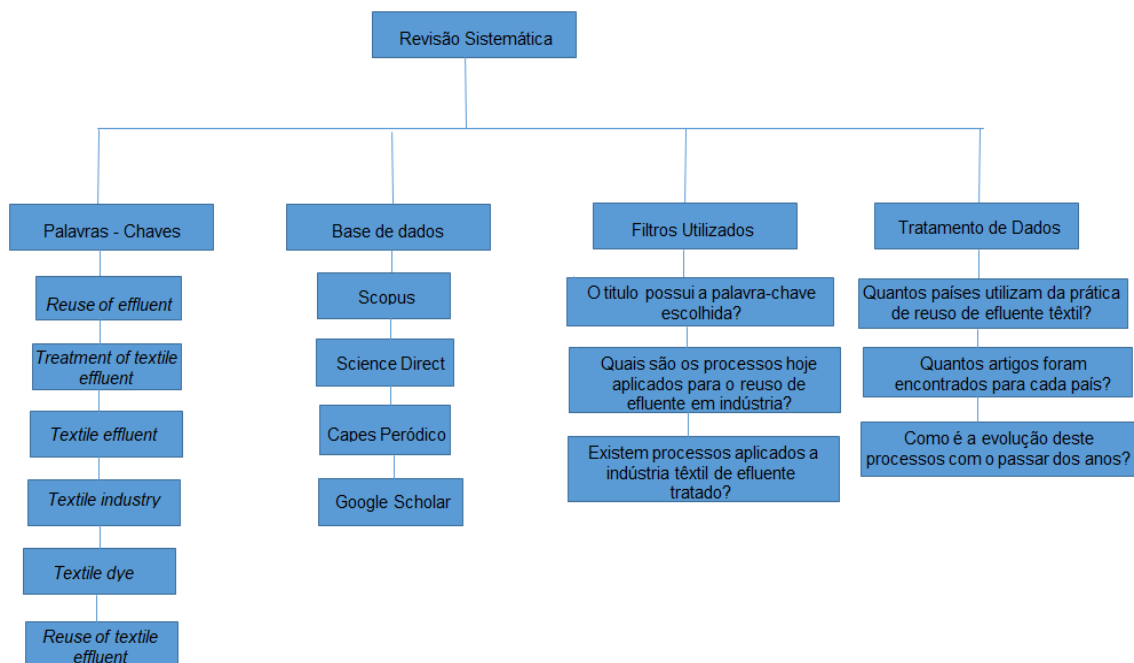 Revisão Sistemática
Palavras - Chaves
Reuse of effluent
Treatment of textile
effluent
Textile effluent
Textile industry
Textile dye
Reuse of textile
effluent
Base de dados
Scopus
Science Direct
Capes Peródico
Google Scholar
Filtros Utilizados
O titulo possui a palavra-chave
escolhida?
Quais são os processos hoje
aplicados para o reuso de
efluente em indústria?
Existem processos aplicados a
indústria têxtil de efluente
tratado?
Tratamento de Dados
Quantos países utilizam da prática
de reuso de efluente têxtil?
Quantos artigos foram
encontrados para cada país?
Como é a evolução deste
processos com o passar dos anos?